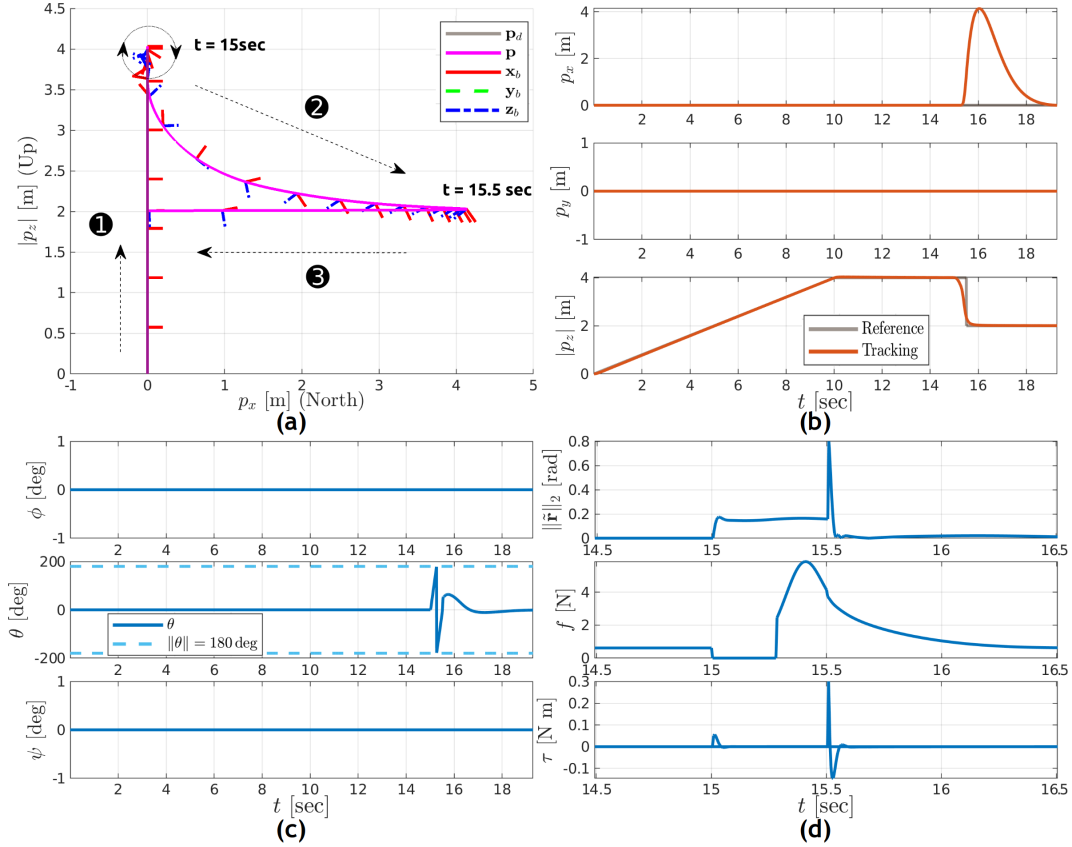 4.5
4
3.5
3
2.5
2
1.5
1
0.5
0
-1
0
1
2
3
4
5
|p_z| [m] (Up)
p_x [m] (North)
t = 15sec
t = 15.5 sec
❶
❷
❸
p_d
p
x_b
y_b
z_b
(a)
p_x [m]
4
2
0
2 4 6 8 10 12 14 16 18
p_y [m]
1
0
-1
2 4 6 8 10 12 14 16 18
|p_z| [m]
4
2
0
Reference
Tracking
2 4 6 8 10 12 14 16 18
t [sec]
(b)
ϕ [deg]
1
0
-1
2 4 6 8 10 12 14 16 18
θ [deg]
200
0
-200
θ
‖θ‖ = 180 deg
2 4 6 8 10 12 14 16 18
ψ [deg]
1
0
-1
2 4 6 8 10 12 14 16 18
t [sec]
(c)
‖r̃‖₂ [rad]
0.8
0.6
0.4
0.2
0
14.5 15 15.5 16 16.5
f [N]
4
2
0
14.5 15 15.5 16 16.5
τ [N m]
0.3
0.2
0.1
0
-0.1
14.5 15 15.5 16 16.5
t [sec]
(d)